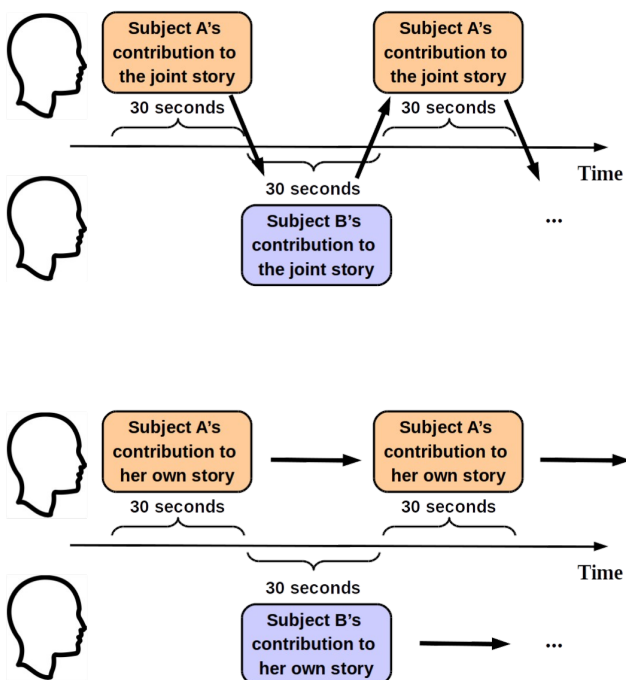 Subject A's
contribution to
the joint story
Subject A's
contribution to
the joint story
30 seconds
30 seconds
30 seconds
Time
Subject B's
contribution to
the joint story
...
Subject A's
contribution to
her own story
Subject A's
contribution to
her own story
30 seconds
30 seconds
30 seconds
Time
Subject B's
contribution to
her own story
...